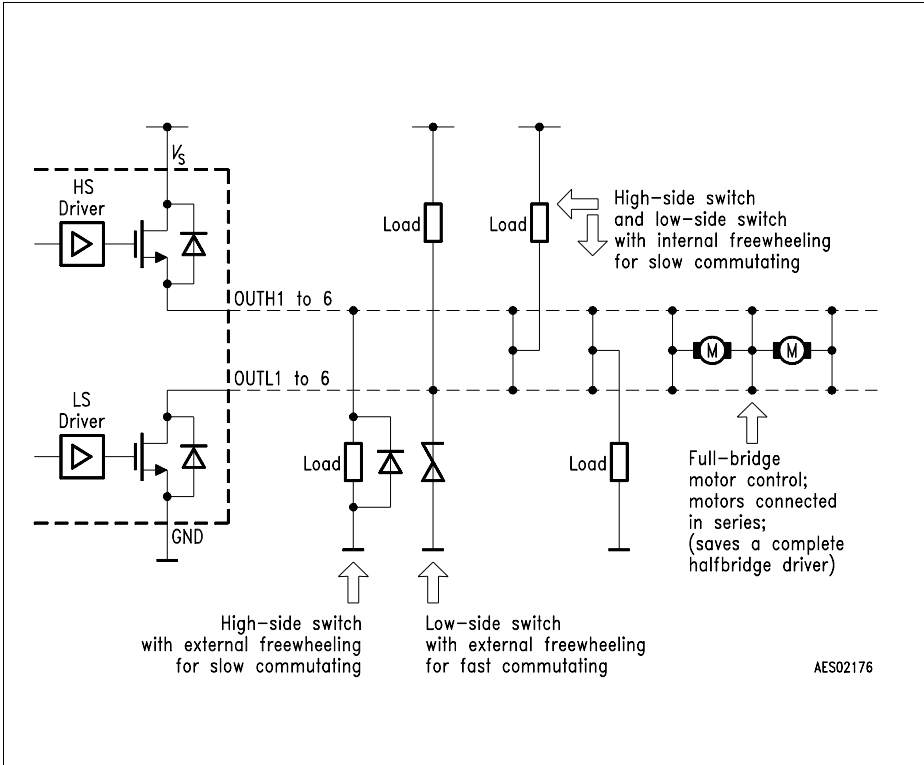 VS
HS
Driver
Load
Load
High-side switch
and low-side switch
with internal freewheeling
for slow commutating
OUTH1 to 6
M
M
OUTL1 to 6
LS
Driver
Load
Load
GND
Full-bridge
motor control;
motors connected
in series;
(saves a complete
halfbridge driver)
High-side switch
with external freewheeling
for slow commutating
Low-side switch
with external freewheeling
for fast commutating
AES02176